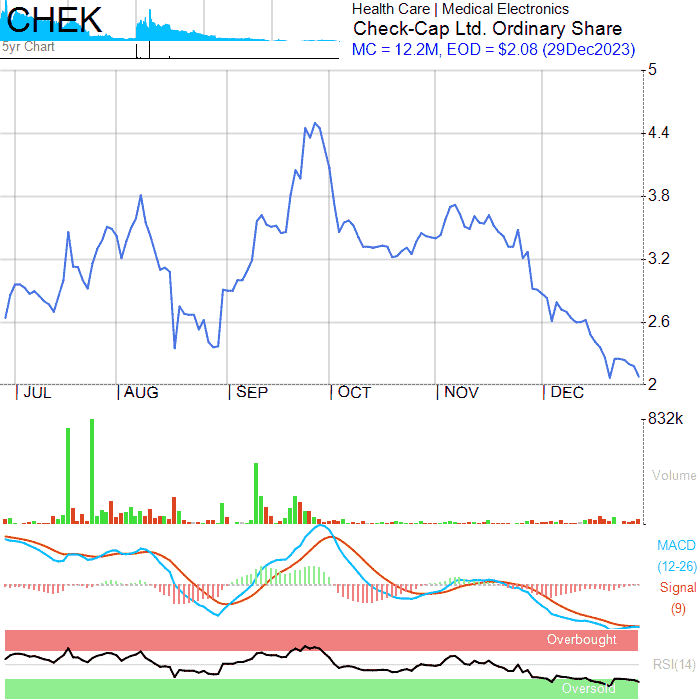 CHEK
5yr Chart
Health Care | Medical Electronics
Check-Cap Ltd. Ordinary Share
MC = 12.2M, EOD = $2.08 (29Dec2023)
5
4.4
3.8
3.2
2.6
2
JUL AUG SEP OCT NOV DEC
832k
Volume
MACD
(12-26)
Signal
(9)
Overbought
RSI(14)
Oversold